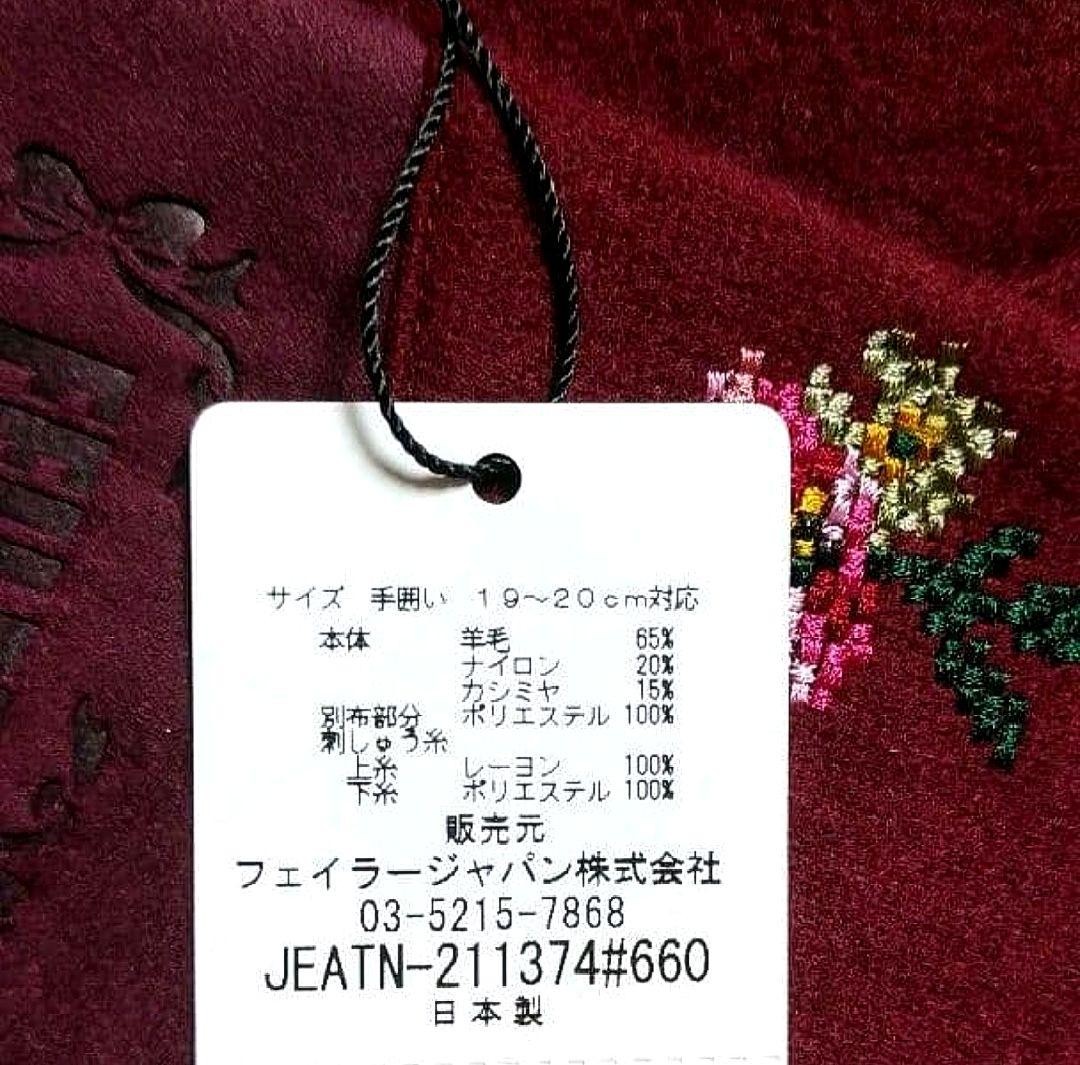 サイズ 手囲い 19～20cm対応
本体 羊毛 65%
ナイロン 20%
カシミヤ 15%
別布部分 ポリエステル 100%
刺しゅう糸
上糸 レーヨン 100%
下糸 ポリエステル 100%
販売元
フェイラージャパン株式会社
03-5215-7868
JEATN-211374#660
日本製